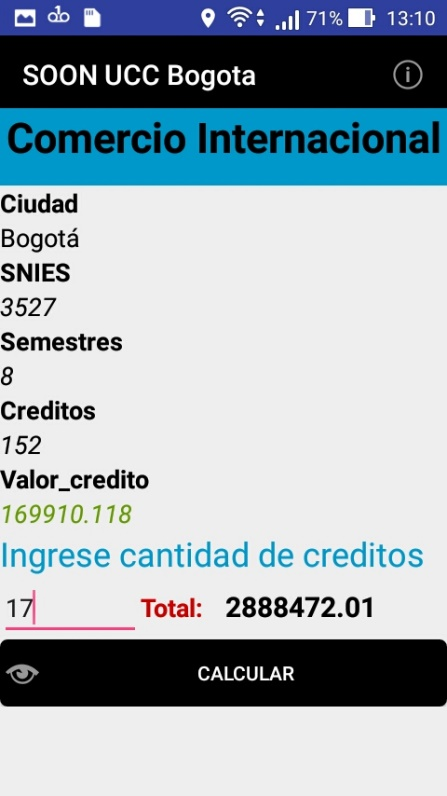 71% 13:10
SOON UCC Bogota
Comercio Internacional
Ciudad
Bogotá
SNIES
3527
Semestres
8
Creditos
152
Valor_credito
169910.118
Ingrese cantidad de creditos
17 Total: 2888472.01
CALCULAR